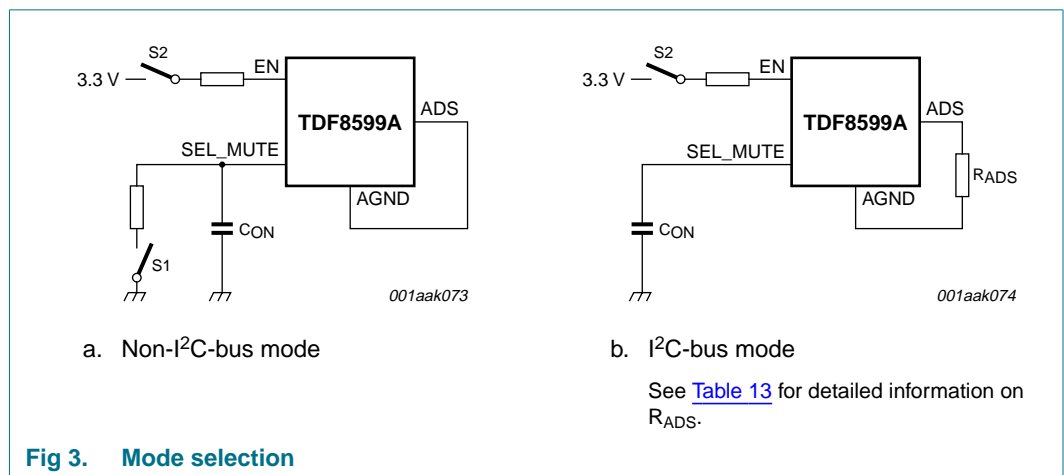 S2
3.3 V
EN
TDF8599A
ADS
SEL_MUTE
AGND
CON
S1
001aak073
a. Non-I²C-bus mode
S2
3.3 V
EN
TDF8599A
ADS
SEL_MUTE
RADS
AGND
CON
001aak074
b. I²C-bus mode
See Table 13 for detailed information on
RADS.
Fig 3. Mode selection